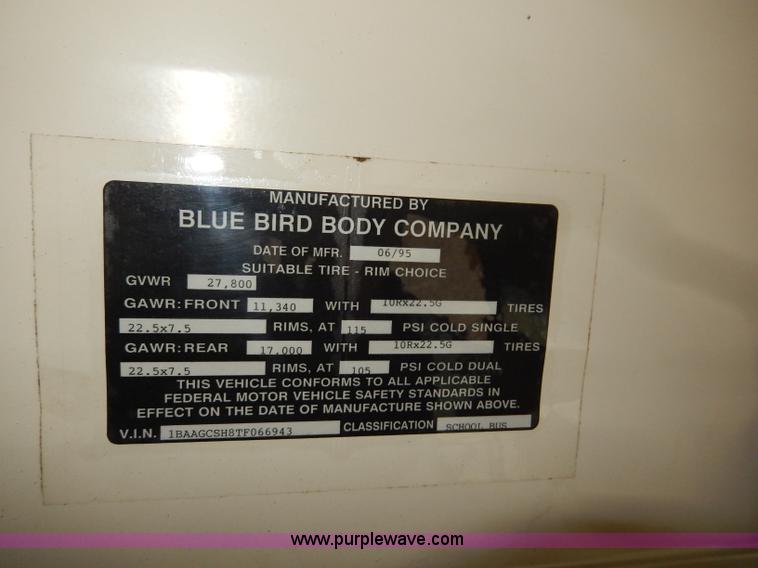 MANUFACTURED BY
BLUE BIRD BODY COMPANY
DATE OF MFR. 06/95
SUITABLE TIRE - RIM CHOICE
GVWR 27,800
GAWR: FRONT 11,340 WITH 10Rx22.5G TIRES
22.5x7.5 RIMS, AT 115 PSI COLD SINGLE
GAWR: REAR 17,000 WITH 10Rx22.5G TIRES
22.5x7.5 RIMS, AT 105 PSI COLD DUAL
THIS VEHICLE CONFORMS TO ALL APPLICABLE
FEDERAL MOTOR VEHICLE SAFETY STANDARDS IN
EFFECT ON THE DATE OF MANUFACTURE SHOWN ABOVE.
V.I.N. 1BAAGCSH8TF066943 CLASSIFICATION SCHOOL BUS
www.purplewave.com